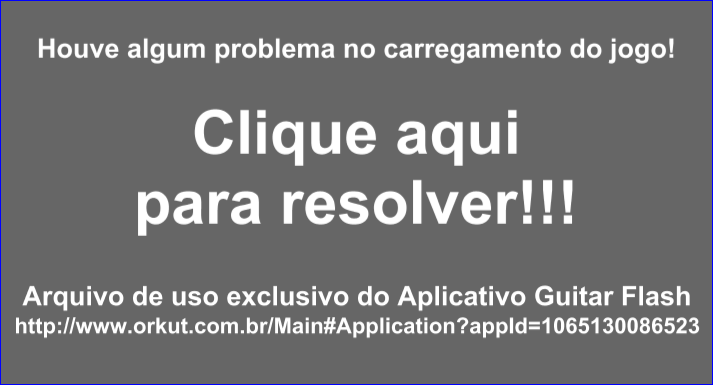 Houve algum problema no carregamento do jogo!
Clique aqui
para resolver!!!
Arquivo de uso exclusivo do Aplicativo Guitar Flash
http://www.orkut.com.br/Main#Application?appId=1065130086523